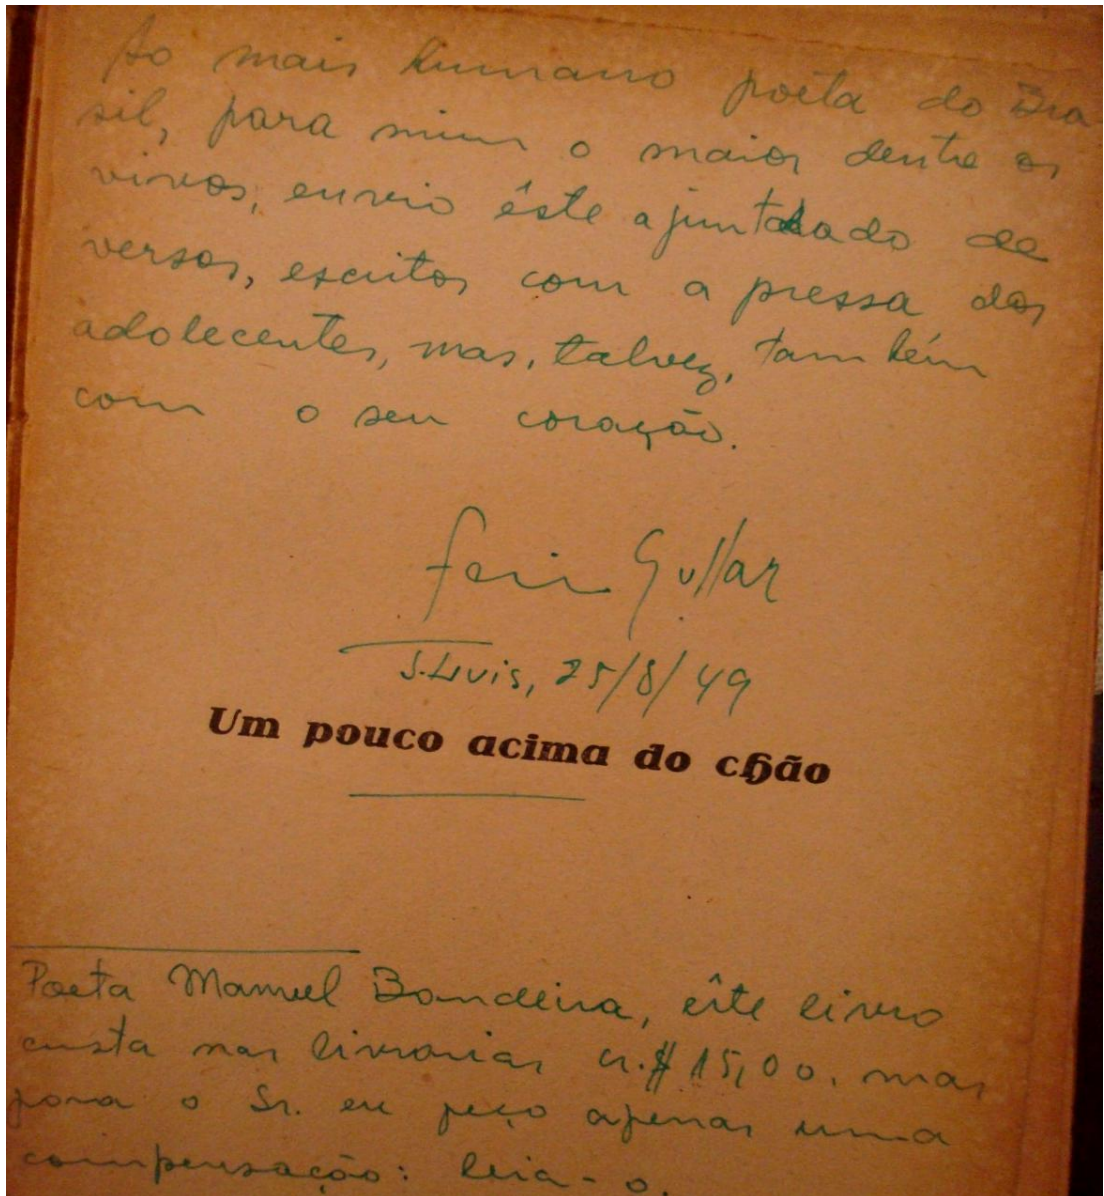 Ao mais humano poeta do Bra
sil, para mim o maior dentre os
vivos, envio êste ajuntado de
versos, escritos com a pressa dos
adolecentes, mas, talvez, também
com o seu coração.
Ferreira Gullar
S. Luis, 25/8/49
Um pouco acima do chão
Poeta Manuel Bandeira, êste livro
custa nas livrarias cr.$ 15,00. mas
para o Sr. eu peço apenas uma
compensação: leia-o.